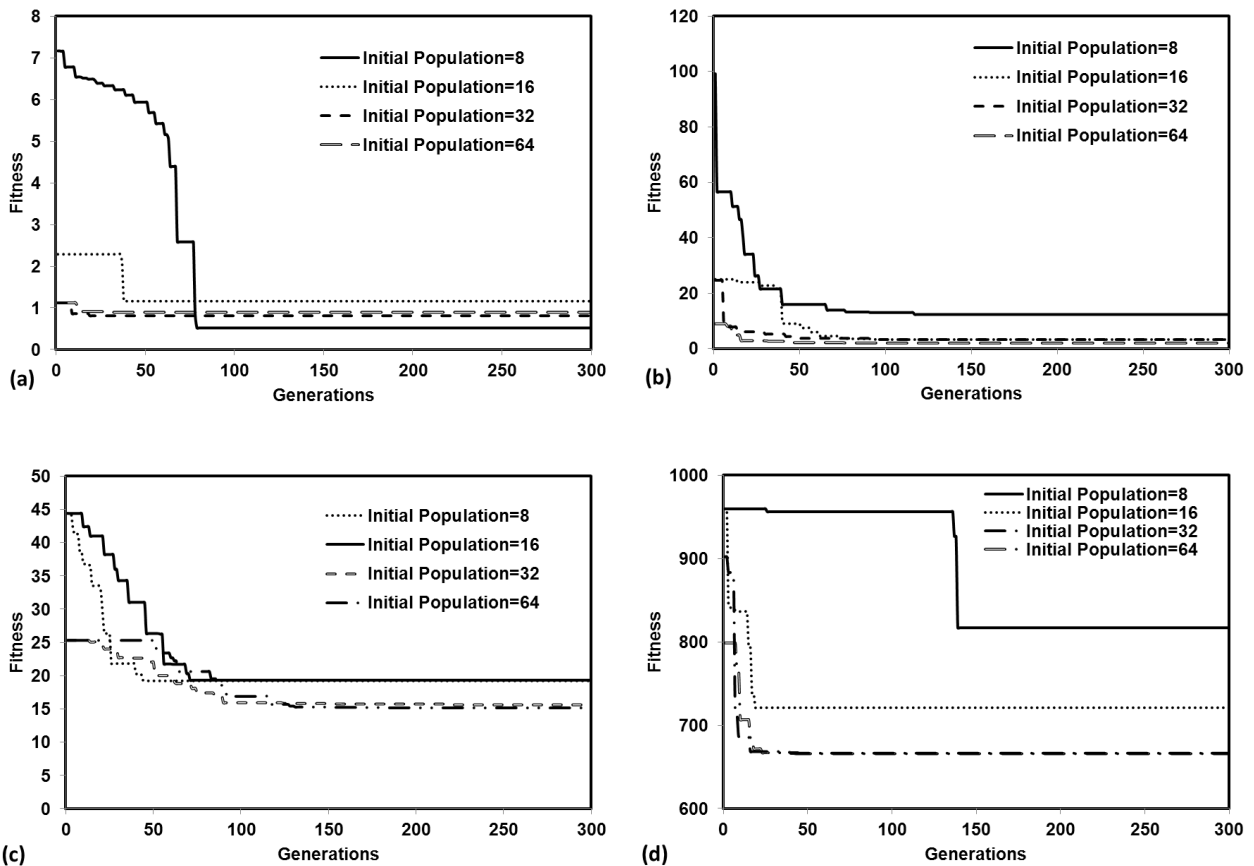 (a)
8
7
6
5
4
3
2
1
0
Fitness
Initial Population=8
Initial Population=16
Initial Population=32
Initial Population=64
0 50 100 150 200 250 300
Generations
(b)
120
100
80
60
40
20
0
Fitness
Initial Population=8
Initial Population=16
Initial Population=32
Initial Population=64
0 50 100 150 200 250 300
Generations
(c)
50
45
40
35
30
25
20
15
10
5
0
Fitness
Initial Population=8
Initial Population=16
Initial Population=32
Initial Population=64
0 50 100 150 200 250 300
Generations
(d)
1000
900
800
700
600
Fitness
Initial Population=8
Initial Population=16
Initial Population=32
Initial Population=64
0 50 100 150 200 250 300
Generations